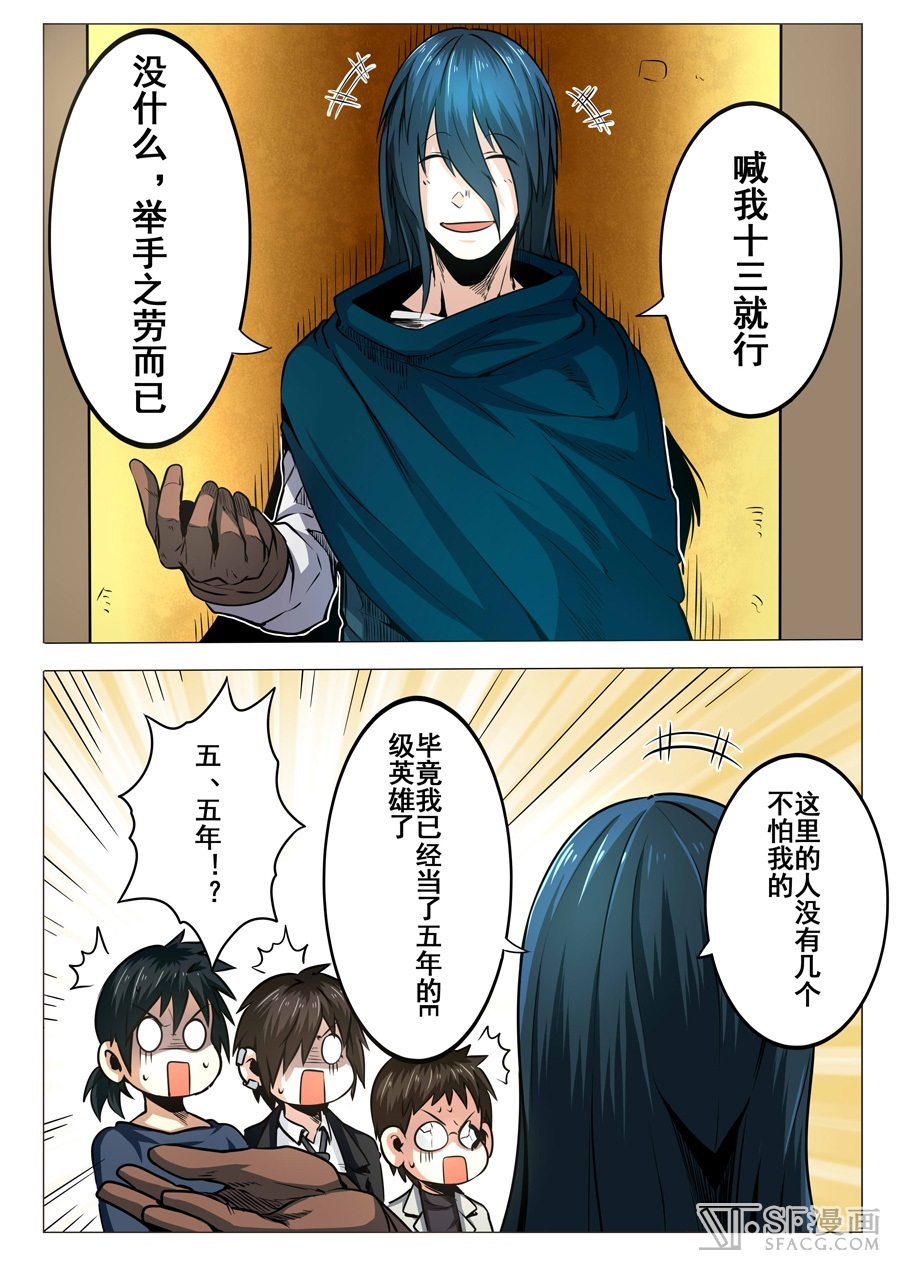 喊我十三就行
没什么，举手之劳而已
这里的人没有几个
不怕我的
毕竟我已经当了五年的E
级英雄了
五、五年！？
SF漫画
SFACG.COM